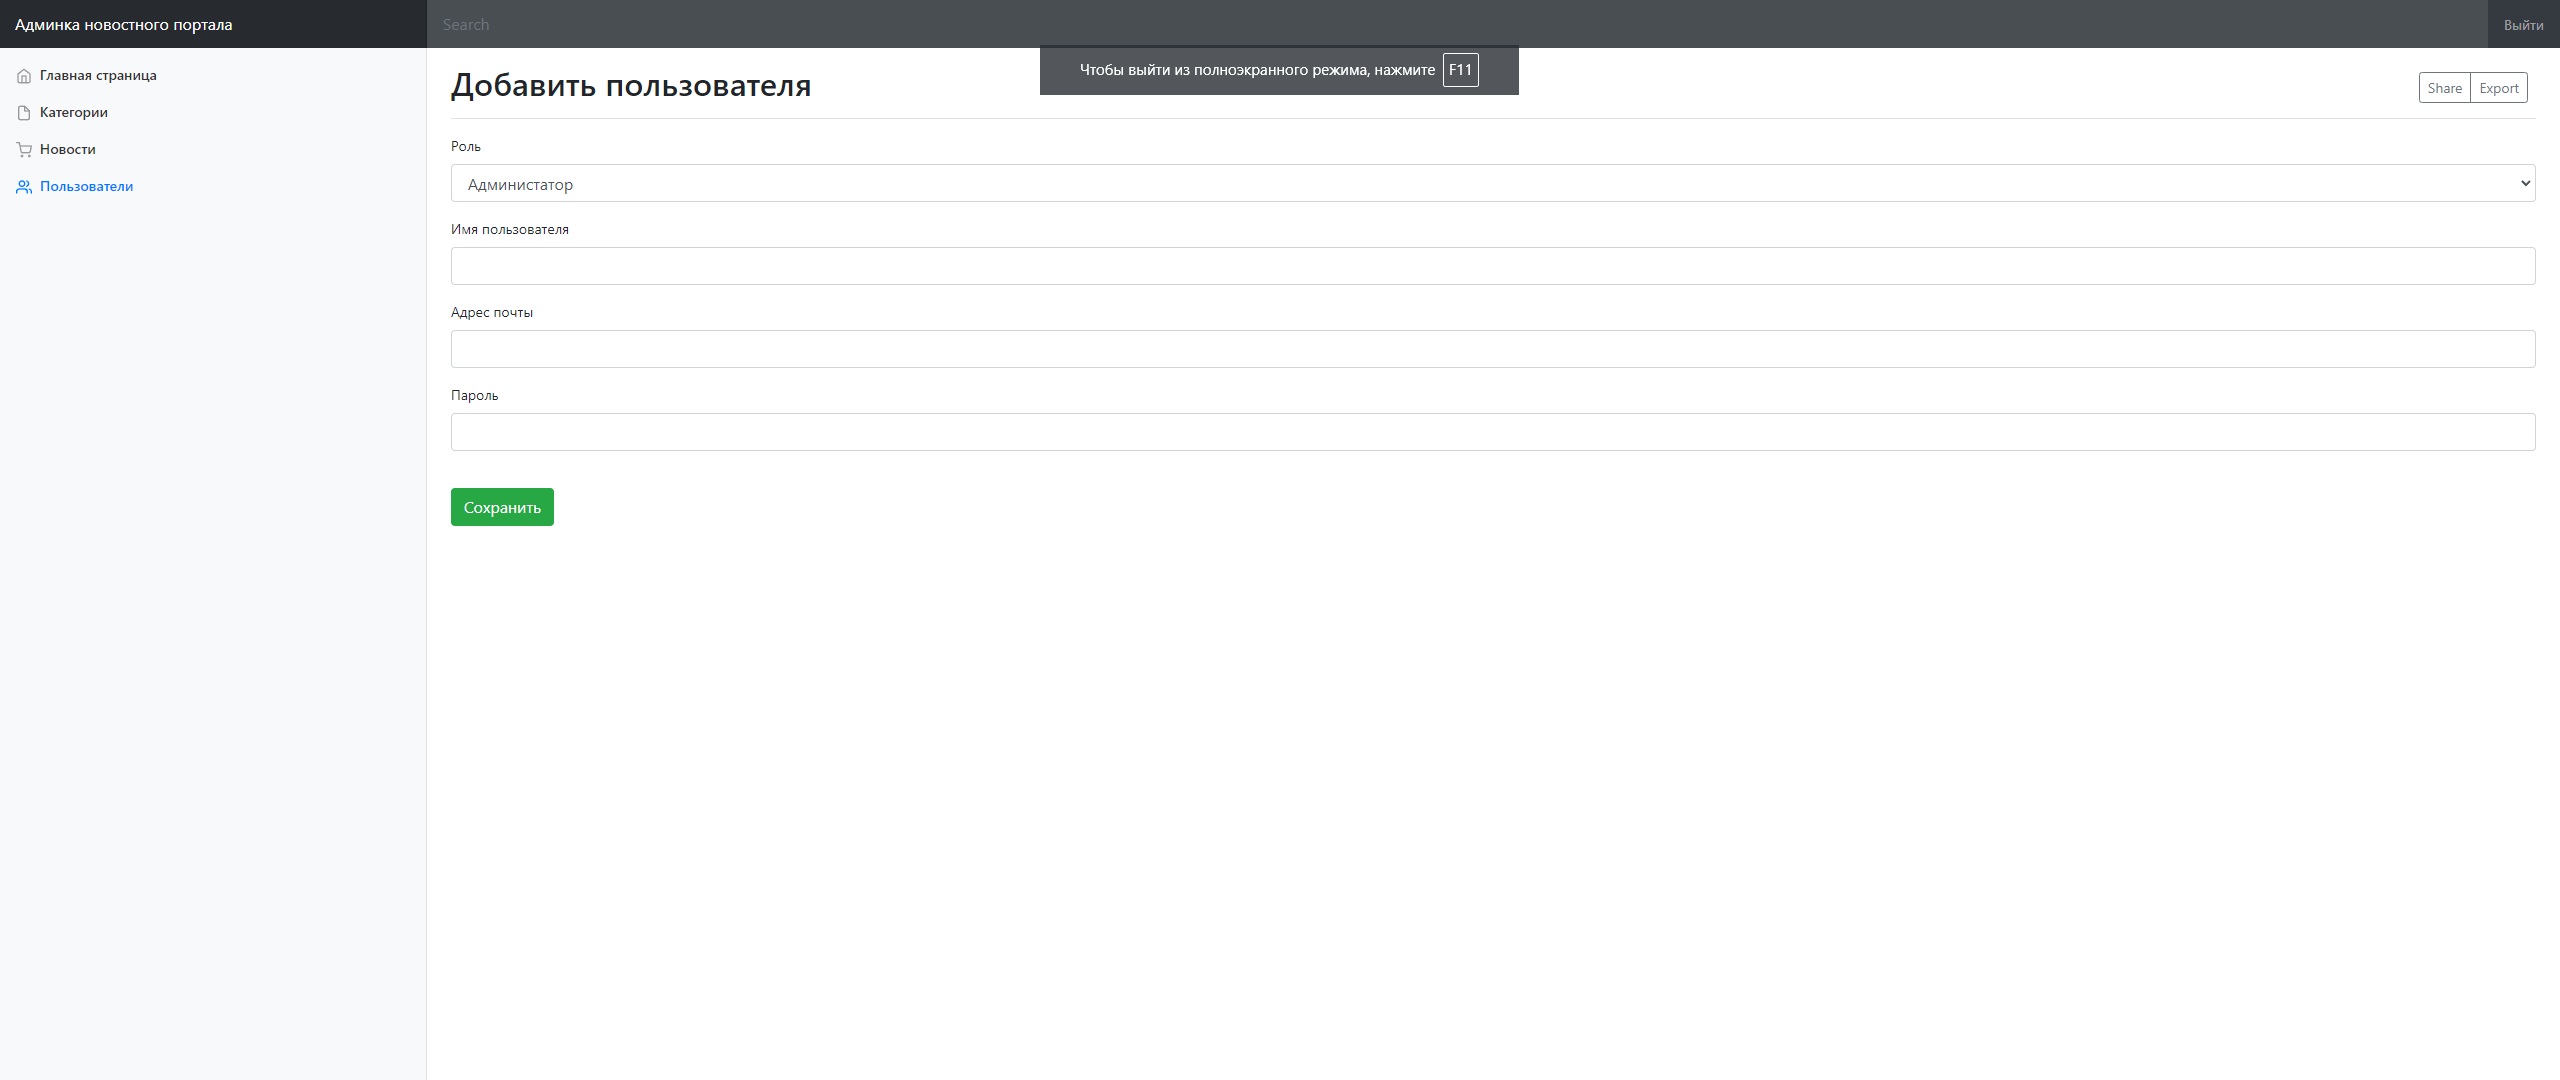 Админка новостного портала
Search
Выйти
Чтобы выйти из полноэкранного режима, нажмите F11
Главная страница
Категории
Новости
Пользователи
Добавить пользователя
Share
Export
Роль
Администатор
Имя пользователя
Адрес почты
Пароль
Сохранить